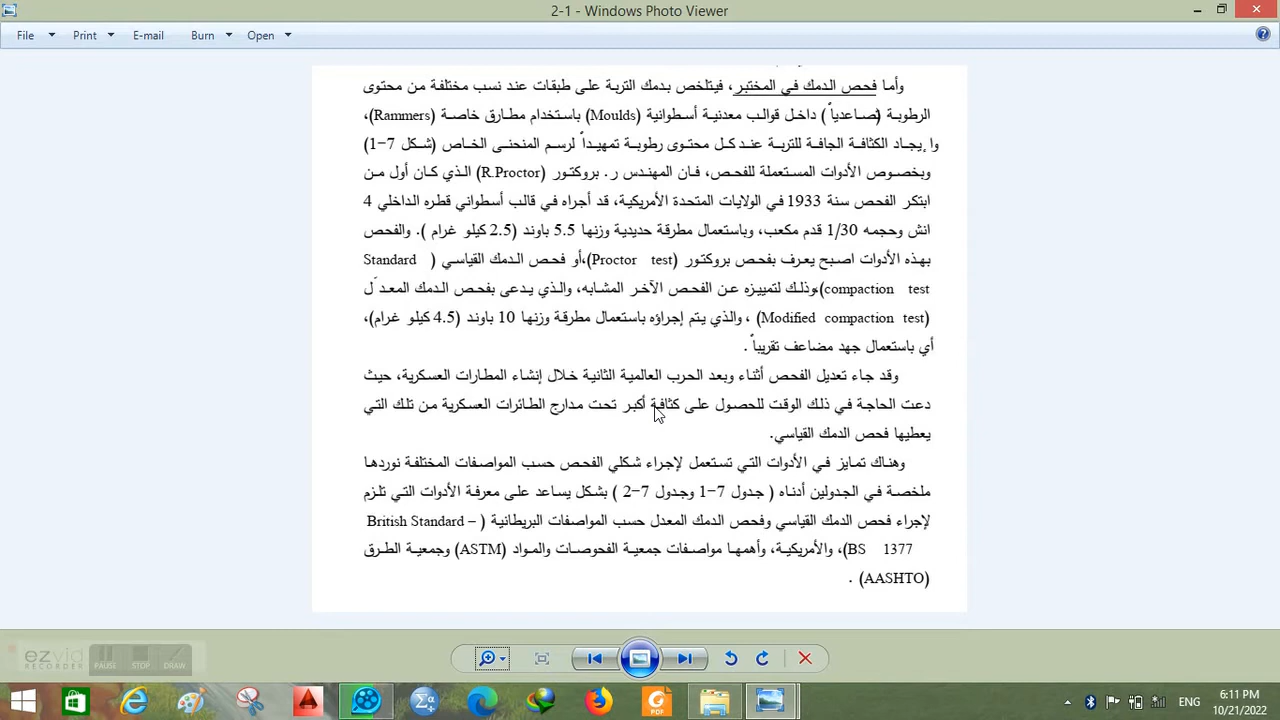 2-1 - Windows Photo Viewer
File Print E-mail Burn Open
وأما فحص الدمك في المختبر، فيتلخص بدمك التربة على طبقات عند نسب مختلفة من محتوى
الرطوبة (صاعدياً) داخل قوالب معدنية أسطوانية (Moulds) باستخدام مطارق خاصة (Rammers)،
وإيجاد الكثافة الجافة للتربة عند كل محتوى رطوبة تمهيداً لرسم المنحنى الخاص (شكل 7-1)
وبخصوص الأدوات المستعملة للفحص، فان المهندس ر. بروكتور (R.Proctor) الذي كان أول من
ابتكر الفحص سنة 1933 في الولايات المتحدة الأمريكية، قد أجراه في قالب أسطواني قطره الداخلي 4
انش وحجمه 1/30 قدم مكعب، وباستعمال مطرقة حديدية وزنها 5.5 باوند (2.5 كيلو غرام ). والفحص
بهذه الأدوات اصبح يعرف بفحص بروكتور (Proctor test)،أو فحص الدمك القياسي ( Standard
compaction test)،وذلك لتمييزه عن الفحص الآخر المشابه، والذي يدعى بفحص الدمك المعدّل
(Modified compaction test) ، والذي يتم إجراؤه باستعمال مطرقة وزنها 10 باوند (4.5 كيلو غرام)،
أي باستعمال جهد مضاعف تقريباً .
وقد جاء تعديل الفحص أثناء وبعد الحرب العالمية الثانية خلال إنشاء المطارات العسكرية، حيث
دعت الحاجة في ذلك الوقت للحصول على كثافة أكبر تحت مدارج الطائرات العسكرية من تلك التي
يعطيها فحص الدمك القياسي.
وهناك تمايز في الأدوات التي تستعمل لإجراء شكلي الفحص حسب المواصفات المختلفة نوردها
ملخصة في الجدولين أدناه ( جدول 7-1 وجدول 7-2 ) بشكل يساعد على معرفة الأدوات التي تلزم
لإجراء فحص الدمك القياسي وفحص الدمك المعدل حسب المواصفات البريطانية ( British Standard –
BS 1377)، والأمريكية، وأهمها مواصفات جمعية الفحوصات والمواد (ASTM) وجمعية الطرق
(AASHTO) .
ezvid
RECORDER
PAUSE STOP DRAW
PDF
ENG
6:11 PM
10/21/2022